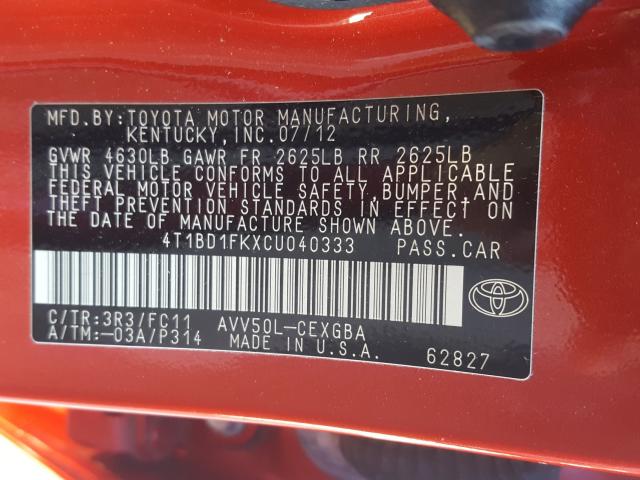 MFD.BY:TOYOTA MOTOR MANUFACTURING,
KENTUCKY, INC.07/12
GVWR 4630LB GAWR FR 2625LB RR 2625LB
THIS VEHICLE CONFORMS TO ALL APPLICABLE
FEDERAL MOTOR VEHICLE SAFETY, BUMPER, AND
THEFT PREVENTION STANDARDS IN EFFECT ON
THE DATE OF MANUFACTURE SHOWN ABOVE.
4T1BD1FKXCU040333 PASS.CAR
C/TR:3R3/FC11 AVV50L-CEXGBA
A/TM:-03A/P314 MADE IN U.S.A. 62827